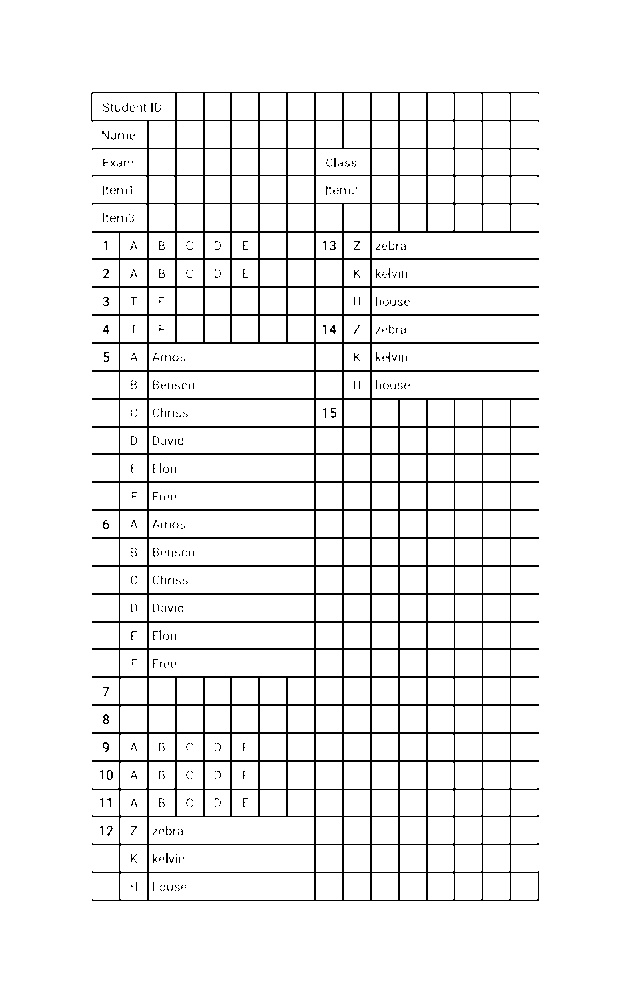 Student ID
Name
Exam Class
Item1 Item2
Item3
1 A B C D E 13 Z zebra
2 A B C D E K kelvin
3 T F H house
4 T F 14 Z zebra
5 A Amos K kelvin
B Benson H house
C Chriss 15
D David
E Elon
F Free
6 A Amos
B Benson
C Chriss
D David
E Elon
F Free
7
8
9 A B C D E
10 A B C D E
11 A B C D E
12 Z zebra
K kelvin
H house